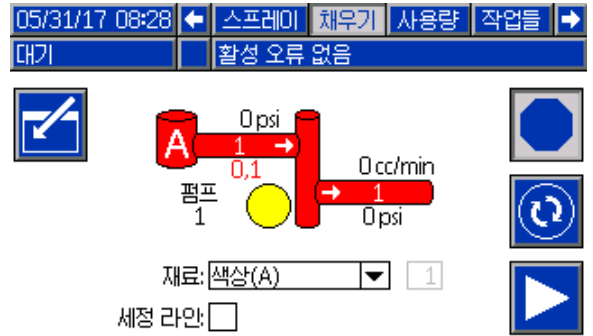 05/31/17 08:28 스프레이 채우기 사용량 작업들
대기 활성 오류 없음
0 psi
A 1
0,1
0 cc/min
펌프
1
1
0 psi
재료: 색상(A) 1
세정 라인: